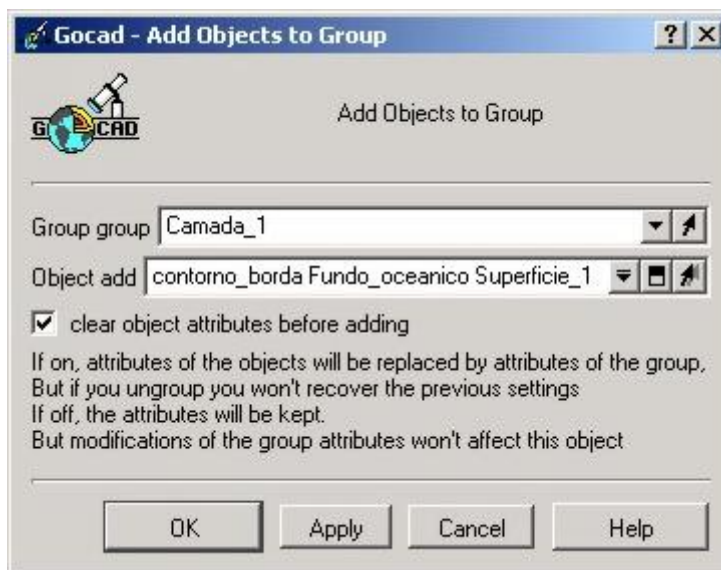 Gocad - Add Objects to Group
GOCAD
Add Objects to Group
Group group Camada_1
Object add contorno_borda Fundo_oceanico Superficie_1
clear object attributes before adding
If on, attributes of the objects will be replaced by attributes of the group,
But if you ungroup you won't recover the previous settings
If off, the attributes will be kept.
But modifications of the group attributes won't affect this object
OK Apply Cancel Help